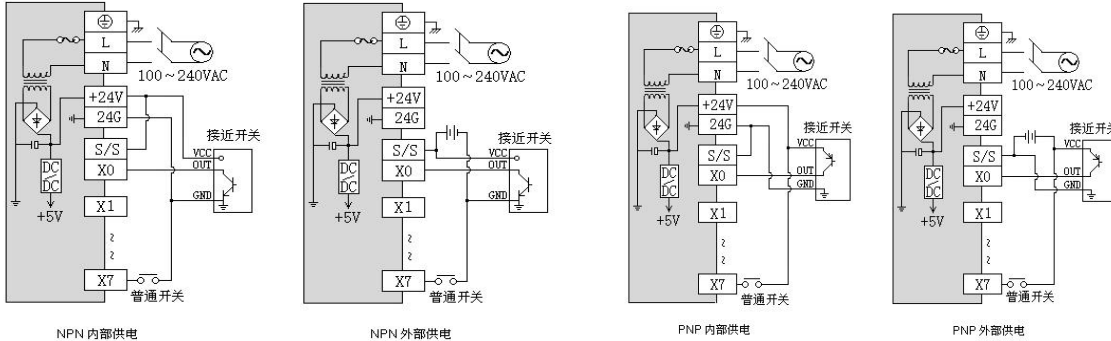 L
N
100～240VAC
+24V
24G
接近开关
S/S
VCC
X0
OUT
DC
DC
GND
+5V
X1
~
~
X7
普通开关
NPN 内部供电
L
N
100～240VAC
+24V
24G
接近开关
S/S
VCC
X0
OUT
DC
DC
GND
+5V
X1
~
~
X7
普通开关
NPN 外部供电
L
N
100～240VAC
+24V
24G
接近开关
VCC
S/S
X0
OUT
DC
DC
GND
+5V
X1
~
~
X7
普通开关
PNP 内部供电
L
N
100～240VAC
+24V
24G
接近开关
VCC
S/S
X0
OUT
DC
DC
GND
+5V
X1
~
~
X7
普通开关
PNP 外部供电